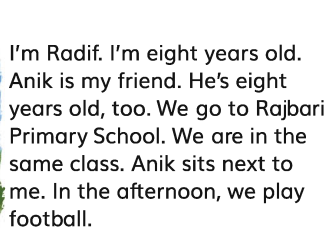 I'm Radif. I'm eight years old.
Anik is my friend. He's eight
years old, too. We go to Rajbari
Primary School. We are in the
same class. Anik sits next to
me. In the afternoon, we play
football.